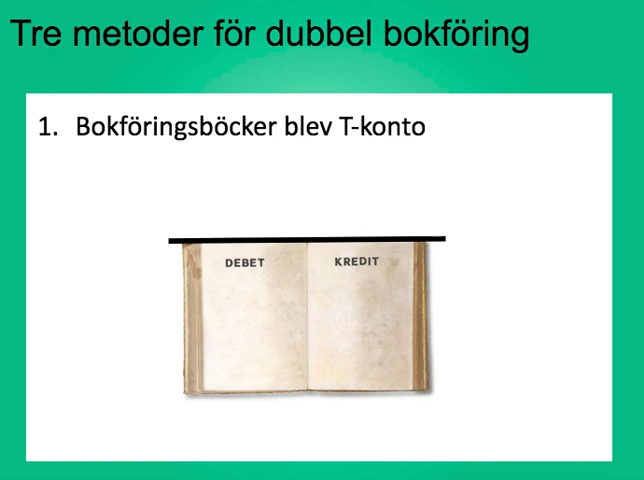 Tre metoder för dubbel bokföring
1. Bokföringsböcker blev T-konto
DEBET KREDIT